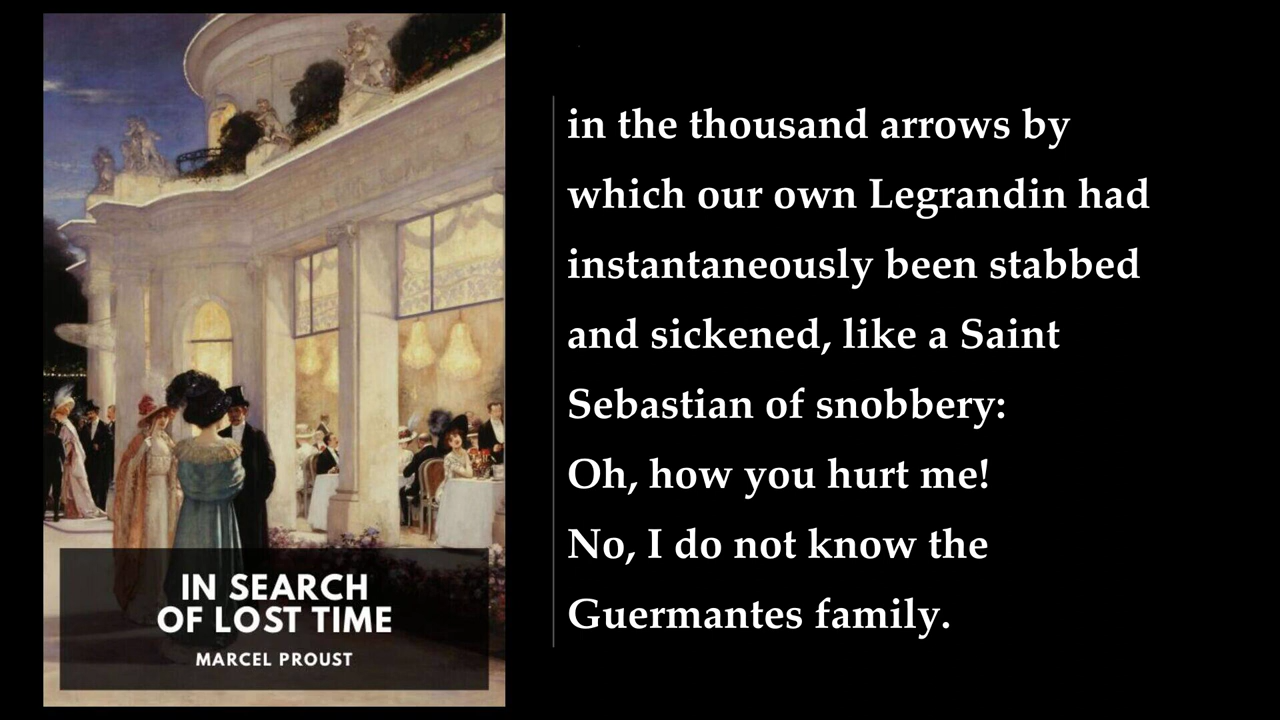 IN SEARCH
OF LOST TIME
MARCEL PROUST
in the thousand arrows by
which our own Legrandin had
instantaneously been stabbed
and sickened, like a Saint
Sebastian of snobbery:
Oh, how you hurt me!
No, I do not know the
Guermantes family.